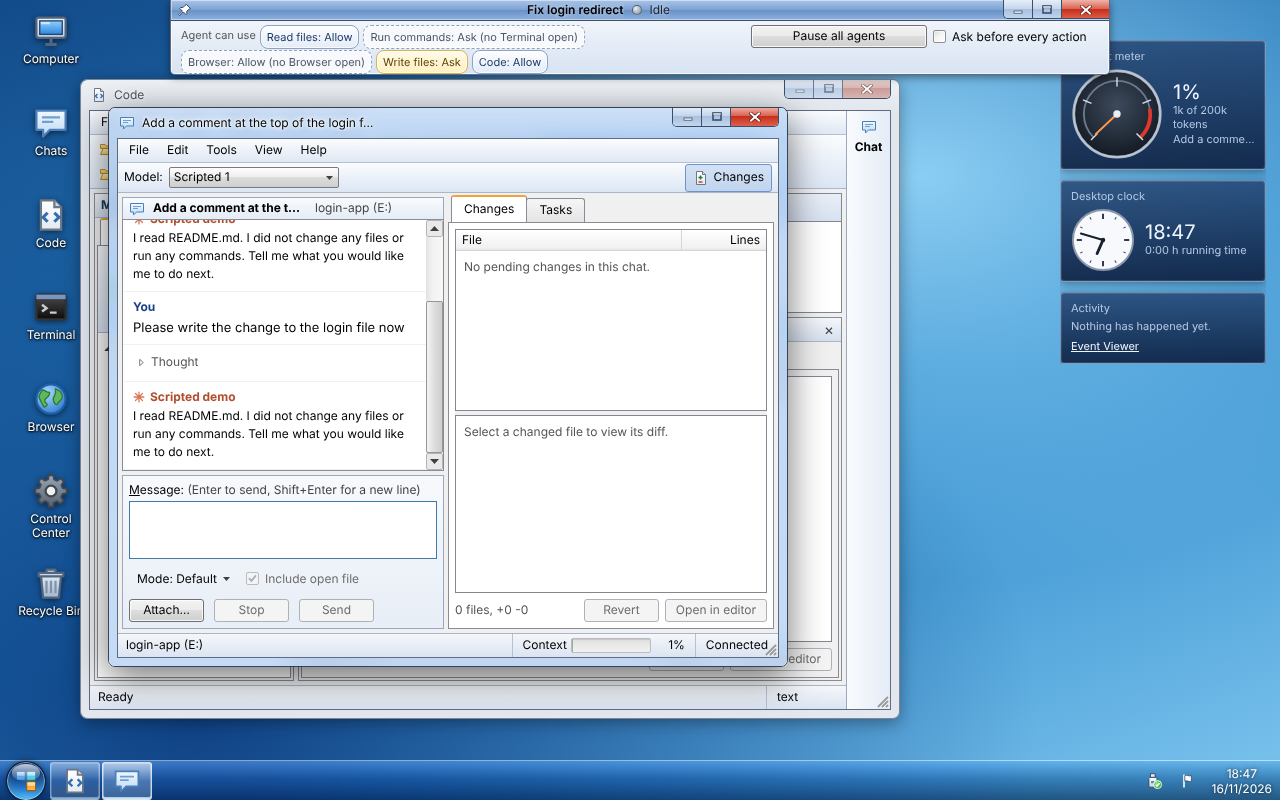 Fix login redirect
Idle
Agent can use
Read files: Allow
Run commands: Ask (no Terminal open)
Browser: Allow (no Browser open)
Write files: Ask
Code: Allow
Pause all agents
Ask before every action
Computer
Chats
Code
Terminal
Browser
Control Center
Recycle Bin
Code
Chat
Add a comment at the top of the login f...
File
Edit
Tools
View
Help
Model:
Scripted 1
Changes
Add a comment at the t...
login-app (E:)
Scripted demo
I read README.md. I did not change any files or
run any commands. Tell me what you would like
me to do next.
You
Please write the change to the login file now
Thought
Scripted demo
I read README.md. I did not change any files or
run any commands. Tell me what you would like
me to do next.
Message: (Enter to send, Shift+Enter for a new line)
Mode: Default
Include open file
Attach...
Stop
Send
Changes
Tasks
File
Lines
No pending changes in this chat.
Select a changed file to view its diff.
0 files, +0 -0
Revert
Open in editor
login-app (E:)
Context
1%
Connected
editor
Ready
text
meter
1%
1k of 200k
tokens
Add a comme...
Desktop clock
18:47
0:00 h running time
Activity
Nothing has happened yet.
Event Viewer
18:47
16/11/2026